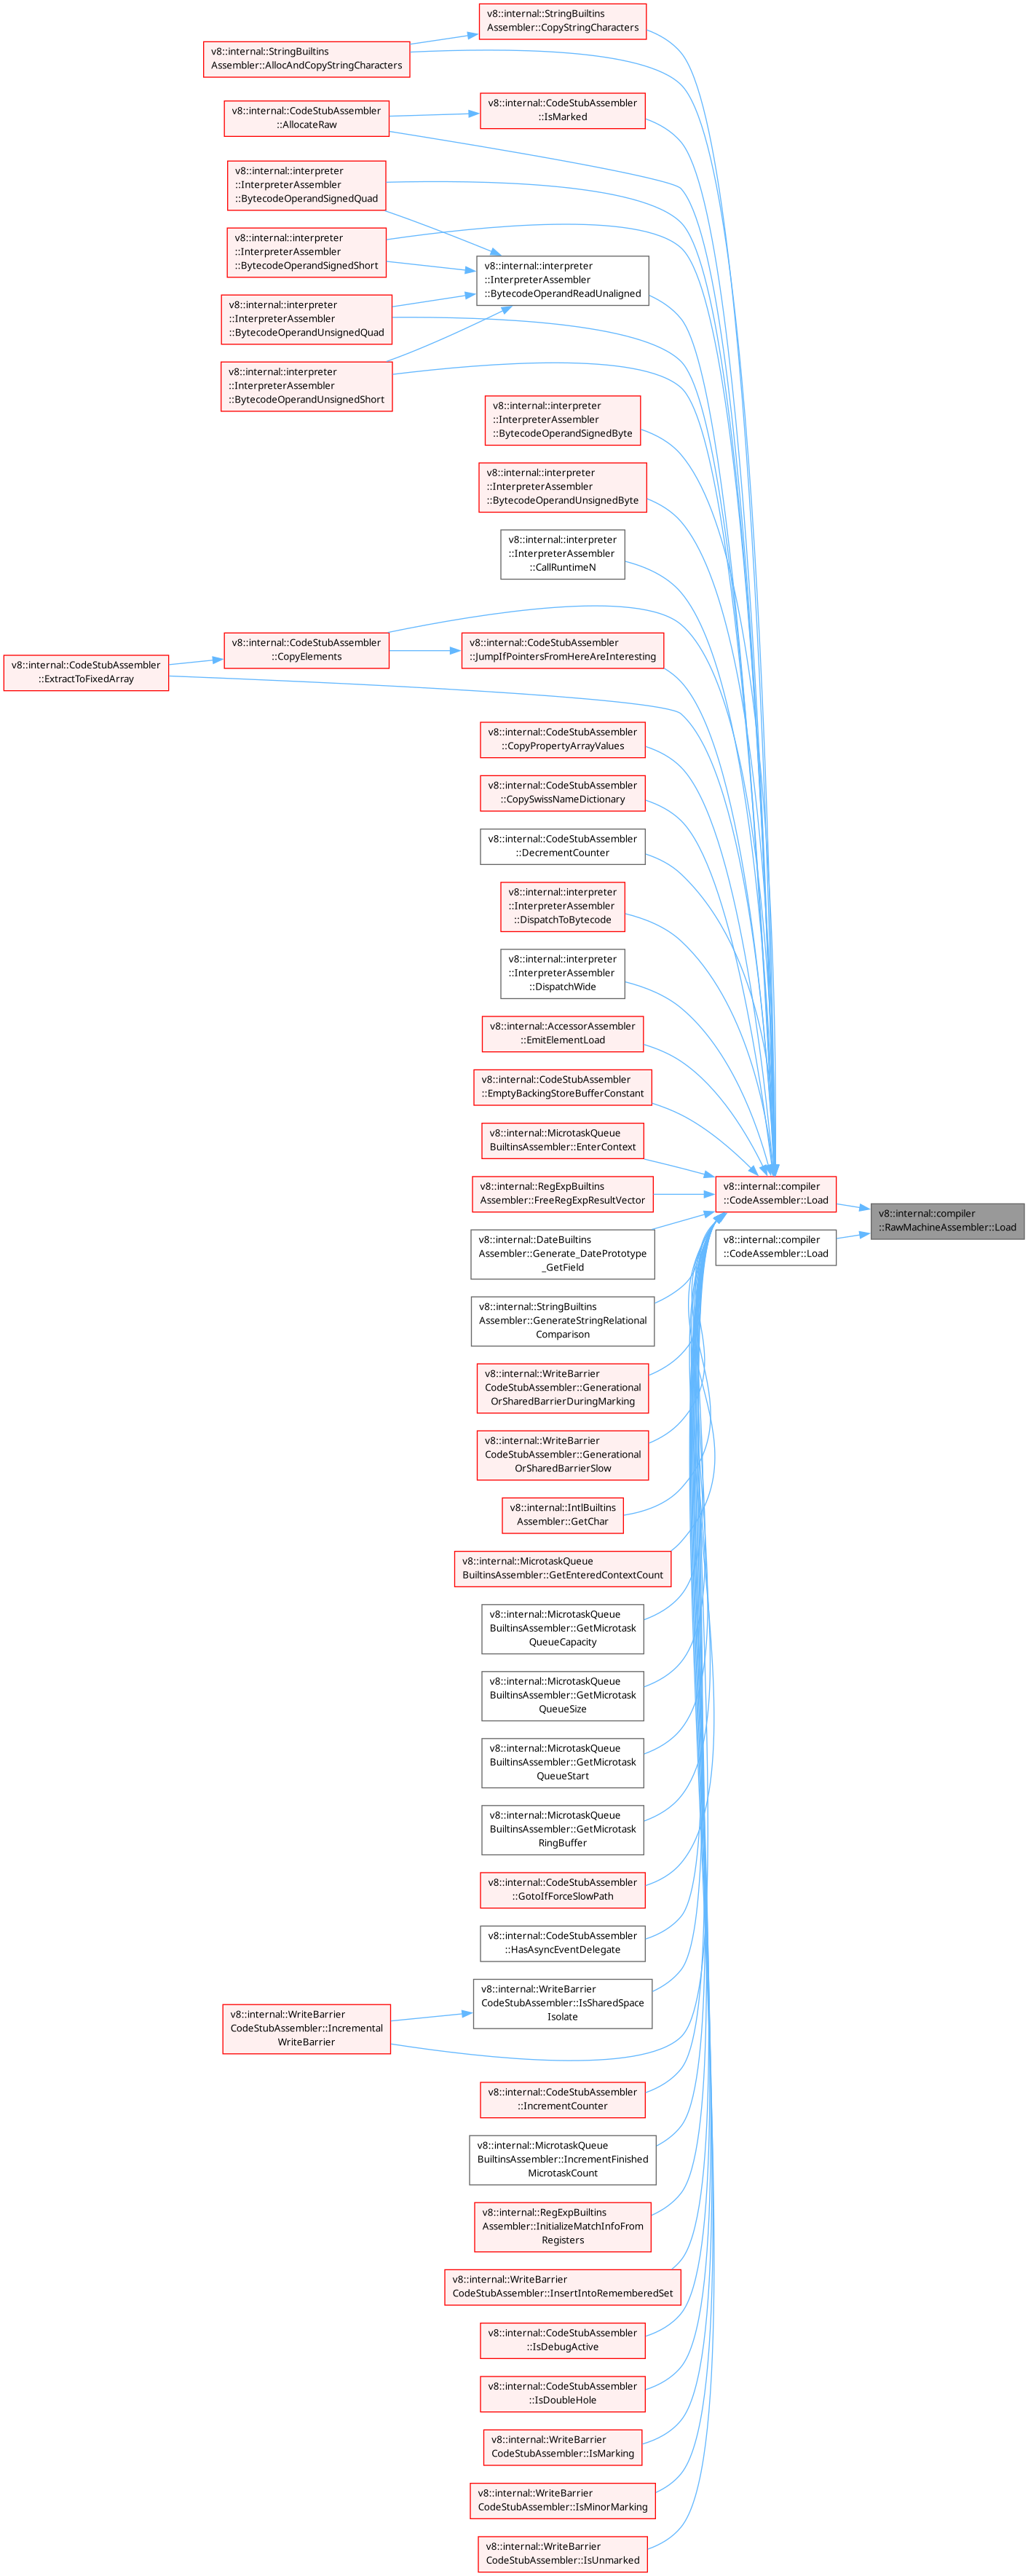 v8::internal::StringBuiltins
Assembler::CopyStringCharacters
v8::internal::StringBuiltins
Assembler::AllocAndCopyStringCharacters
v8::internal::CodeStubAssembler
::IsMarked
v8::internal::CodeStubAssembler
::AllocateRaw
v8::internal::interpreter
::InterpreterAssembler
::BytecodeOperandSignedQuad
v8::internal::interpreter
::InterpreterAssembler
::BytecodeOperandSignedShort
v8::internal::interpreter
::InterpreterAssembler
::BytecodeOperandReadUnaligned
v8::internal::interpreter
::InterpreterAssembler
::BytecodeOperandUnsignedQuad
v8::internal::interpreter
::InterpreterAssembler
::BytecodeOperandUnsignedShort
v8::internal::interpreter
::InterpreterAssembler
::BytecodeOperandSignedByte
v8::internal::interpreter
::InterpreterAssembler
::BytecodeOperandUnsignedByte
v8::internal::interpreter
::InterpreterAssembler
::CallRuntimeN
v8::internal::CodeStubAssembler
::CopyElements
v8::internal::CodeStubAssembler
::JumpIfPointersFromHereAreInteresting
v8::internal::CodeStubAssembler
::ExtractToFixedArray
v8::internal::CodeStubAssembler
::CopyPropertyArrayValues
v8::internal::CodeStubAssembler
::CopySwissNameDictionary
v8::internal::CodeStubAssembler
::DecrementCounter
v8::internal::interpreter
::InterpreterAssembler
::DispatchToBytecode
v8::internal::interpreter
::InterpreterAssembler
::DispatchWide
v8::internal::AccessorAssembler
::EmitElementLoad
v8::internal::CodeStubAssembler
::EmptyBackingStoreBufferConstant
v8::internal::MicrotaskQueue
BuiltinsAssembler::EnterContext
v8::internal::RegExpBuiltins
Assembler::FreeRegExpResultVector
v8::internal::compiler
::CodeAssembler::Load
v8::internal::compiler
::RawMachineAssembler::Load
v8::internal::compiler
::CodeAssembler::Load
v8::internal::DateBuiltins
Assembler::Generate_DatePrototype
_GetField
v8::internal::StringBuiltins
Assembler::GenerateStringRelational
Comparison
v8::internal::WriteBarrier
CodeStubAssembler::Generational
OrSharedBarrierDuringMarking
v8::internal::WriteBarrier
CodeStubAssembler::Generational
OrSharedBarrierSlow
v8::internal::IntlBuiltins
Assembler::GetChar
v8::internal::MicrotaskQueue
BuiltinsAssembler::GetEnteredContextCount
v8::internal::MicrotaskQueue
BuiltinsAssembler::GetMicrotask
QueueCapacity
v8::internal::MicrotaskQueue
BuiltinsAssembler::GetMicrotask
QueueSize
v8::internal::MicrotaskQueue
BuiltinsAssembler::GetMicrotask
QueueStart
v8::internal::MicrotaskQueue
BuiltinsAssembler::GetMicrotask
RingBuffer
v8::internal::CodeStubAssembler
::GotoIfForceSlowPath
v8::internal::CodeStubAssembler
::HasAsyncEventDelegate
v8::internal::WriteBarrier
CodeStubAssembler::IsSharedSpace
Isolate
v8::internal::WriteBarrier
CodeStubAssembler::Incremental
WriteBarrier
v8::internal::CodeStubAssembler
::IncrementCounter
v8::internal::MicrotaskQueue
BuiltinsAssembler::IncrementFinished
MicrotaskCount
v8::internal::RegExpBuiltins
Assembler::InitializeMatchInfoFrom
Registers
v8::internal::WriteBarrier
CodeStubAssembler::InsertIntoRememberedSet
v8::internal::CodeStubAssembler
::IsDebugActive
v8::internal::CodeStubAssembler
::IsDoubleHole
v8::internal::WriteBarrier
CodeStubAssembler::IsMarking
v8::internal::WriteBarrier
CodeStubAssembler::IsMinorMarking
v8::internal::WriteBarrier
CodeStubAssembler::IsUnmarked